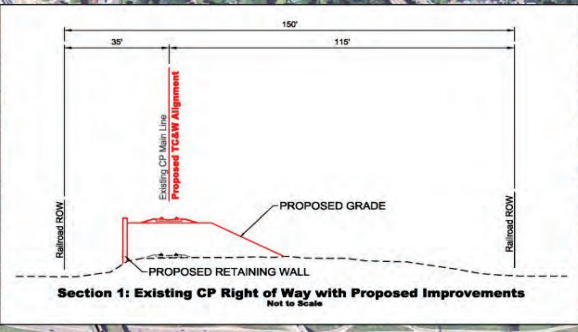 150'
35'
115'
Existing CP Main Line
Proposed TC&W Alignment
Railroad ROW
PROPOSED GRADE
Railroad ROW
PROPOSED RETAINING WALL
Section 1: Existing CP Right of Way with Proposed Improvements
Not to Scale